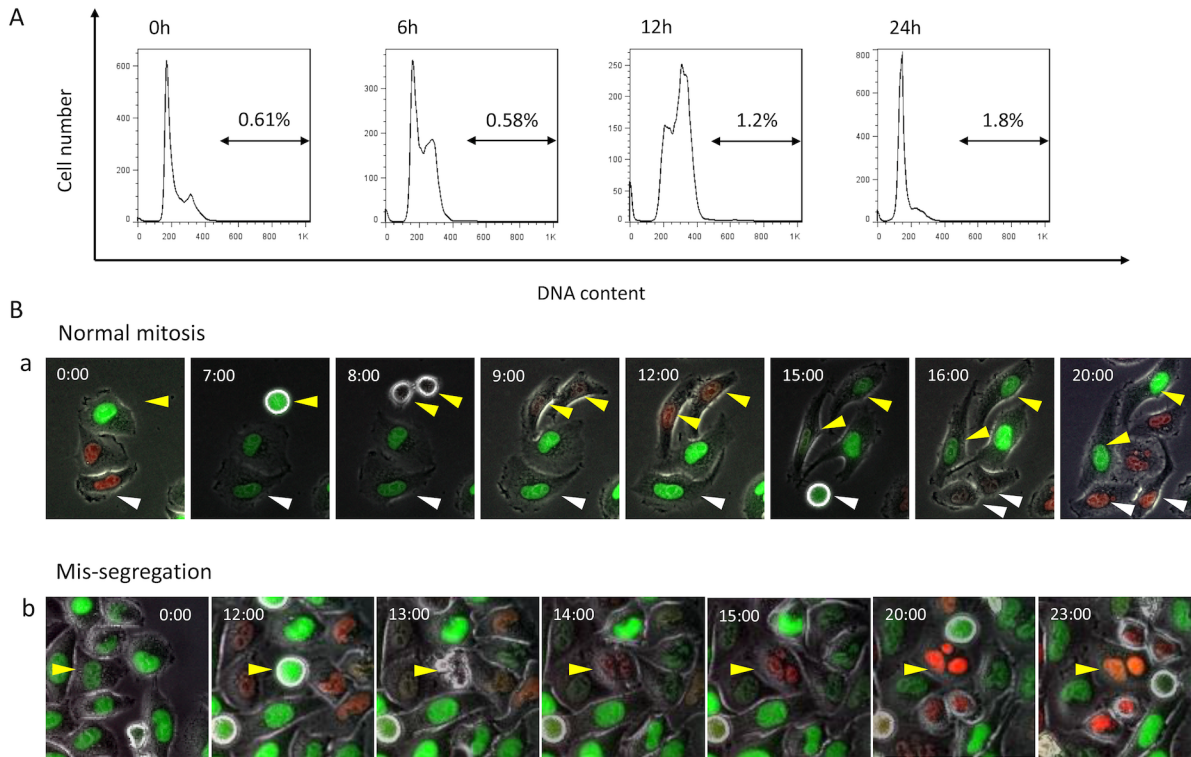 A
0h 6h 12h 24h
Cell number
600
400
200
0
0.61%
0 200 400 600 800 1K
300
200
100
0
0.58%
0 200 400 600 800 1K
250
200
150
100
50
0
1.2%
0 200 400 600 800 1K
800
600
400
200
0
1.8%
0 200 400 600 800 1K
DNA content
B
Normal mitosis
a
0:00 7:00 8:00 9:00 12:00 15:00 16:00 20:00
Mis-segregation
b
0:00 12:00 13:00 14:00 15:00 20:00 23:00